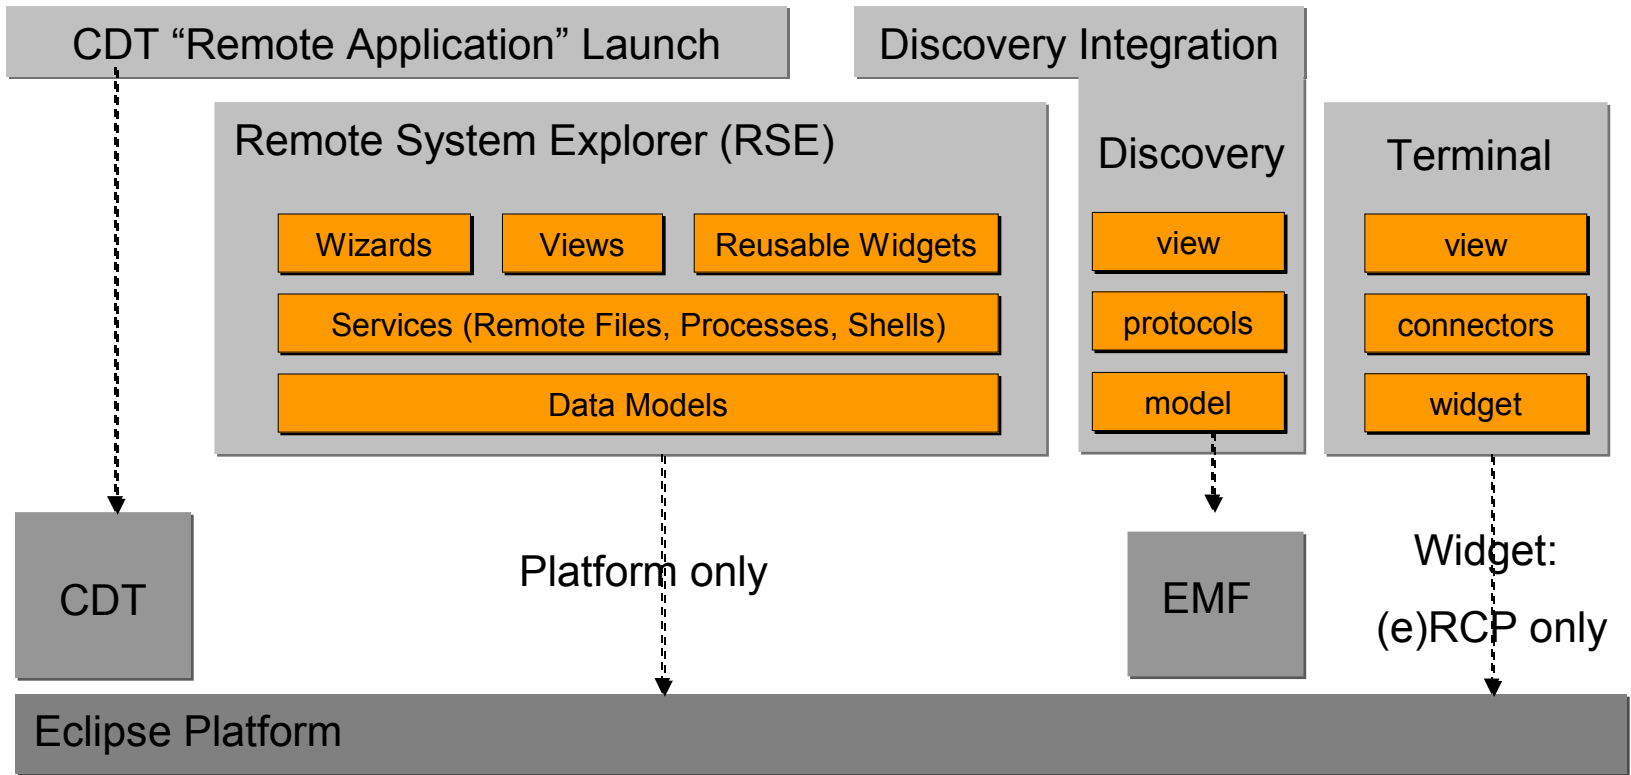 CDT “Remote Application” Launch
Discovery Integration
Remote System Explorer (RSE)
Discovery
Terminal
Wizards
Views
Reusable Widgets
view
view
Services (Remote Files, Processes, Shells)
protocols
connectors
Data Models
model
widget
Platform only
Widget:
(e)RCP only
CDT
EMF
Eclipse Platform